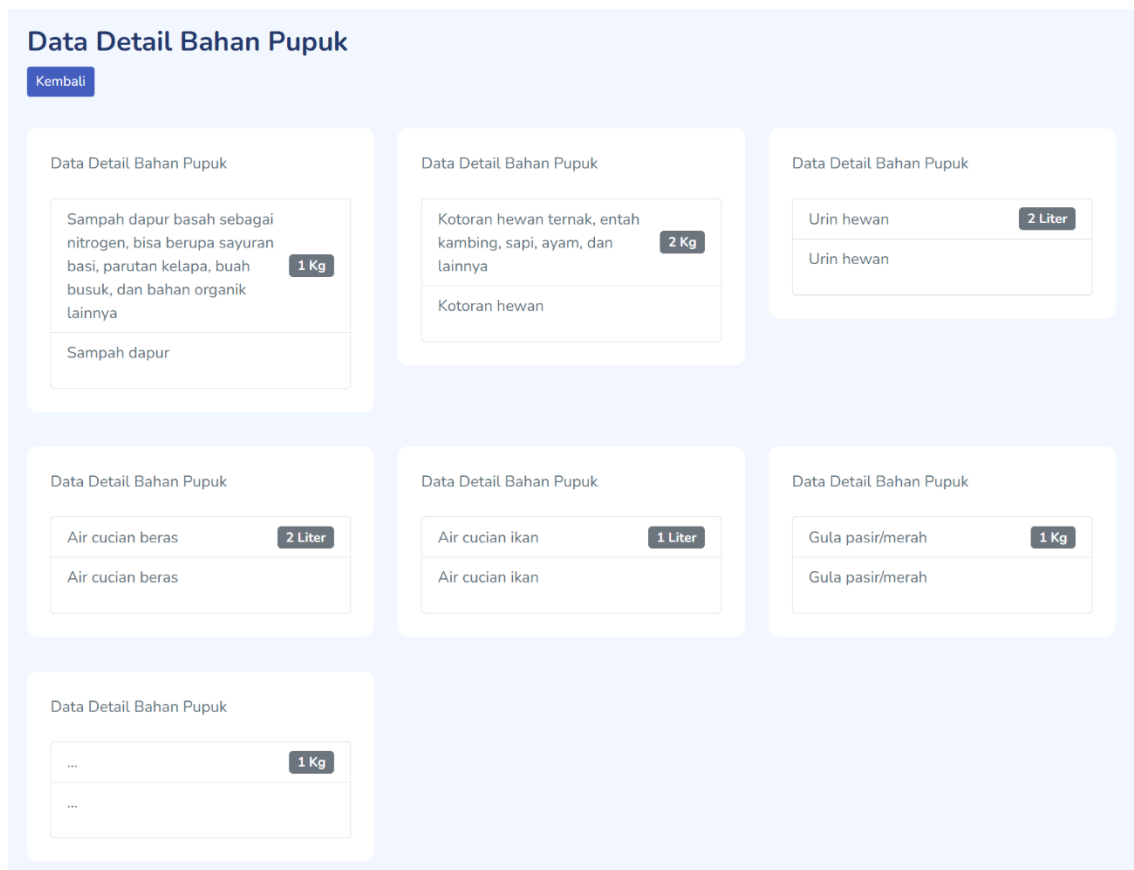 Data Detail Bahan Pupuk
Kembali
Data Detail Bahan Pupuk
Sampah dapur basah sebagai
nitrogen, bisa berupa sayuran
basi, parutan kelapa, buah
busuk, dan bahan organik
lainnya
1 Kg
Sampah dapur
Data Detail Bahan Pupuk
Kotoran hewan ternak, entah
kambing, sapi, ayam, dan
lainnya
2 Kg
Kotoran hewan
Data Detail Bahan Pupuk
Urin hewan
2 Liter
Urin hewan
Data Detail Bahan Pupuk
Air cucian beras
2 Liter
Air cucian beras
Data Detail Bahan Pupuk
Air cucian ikan
1 Liter
Air cucian ikan
Data Detail Bahan Pupuk
Gula pasir/merah
1 Kg
Gula pasir/merah
Data Detail Bahan Pupuk
...
1 Kg
...